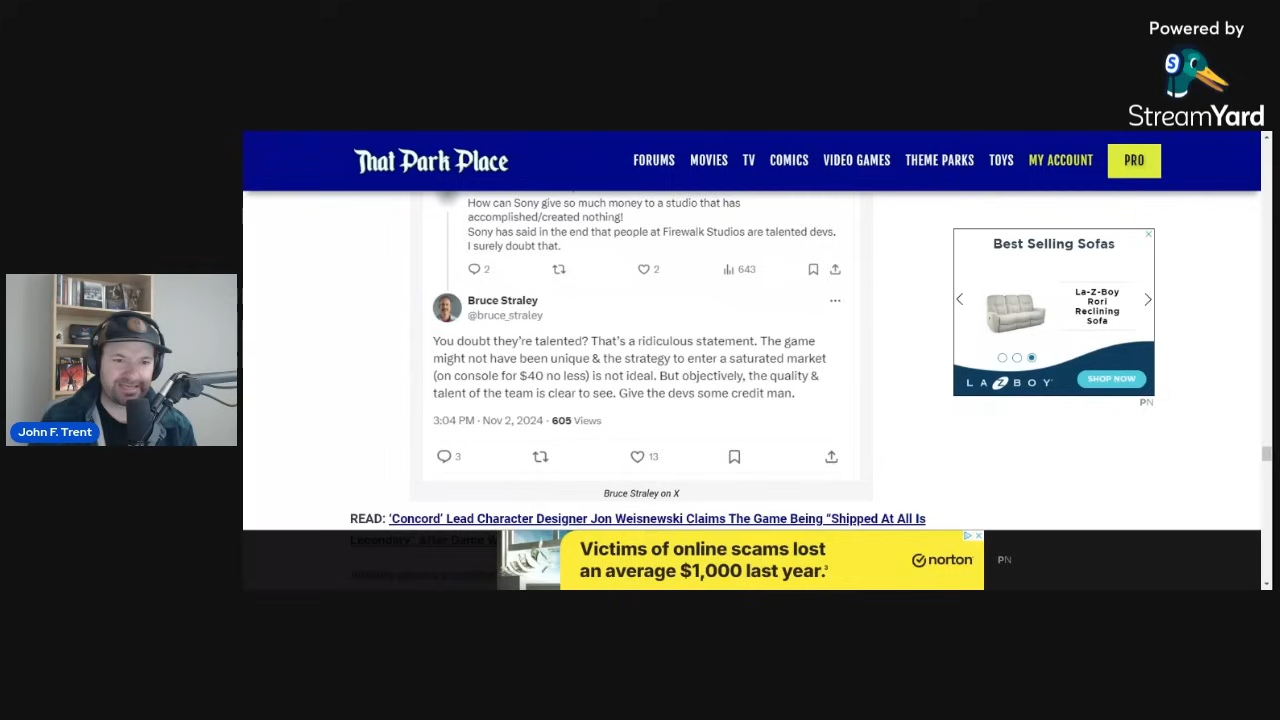 Powered by
S
StreamYard
That Park Place
FORUMS MOVIES TV COMICS VIDEO GAMES THEME PARKS TOYS MY ACCOUNT PRO
How can Sony give so much money to a studio that has
accomplished/created nothing!
Sony has said in the end that people at Firewalk Studios are talented devs.
I surely doubt that.
2 2 643
Bruce Straley
@bruce_straley
You doubt they're talented? That's a ridiculous statement. The game
might not have been unique & the strategy to enter a saturated market
(on console for $40 no less) is not ideal. But objectively, the quality &
talent of the team is clear to see. Give the devs some credit man.
3:04 PM · Nov 2, 2024 · 605 Views
3 13
Bruce Straley on X
READ: 'Concord' Lead Character Designer Jon Weisnewski Claims The Game Being "Shipped At All Is
Legendary" After Game W
Best Selling Sofas
La-Z-Boy
Rori
Reclining
Sofa
LA Z BOY
SHOP NOW
PN
John F. Trent
Victims of online scams lost
an average $1,000 last year.³
norton
PN